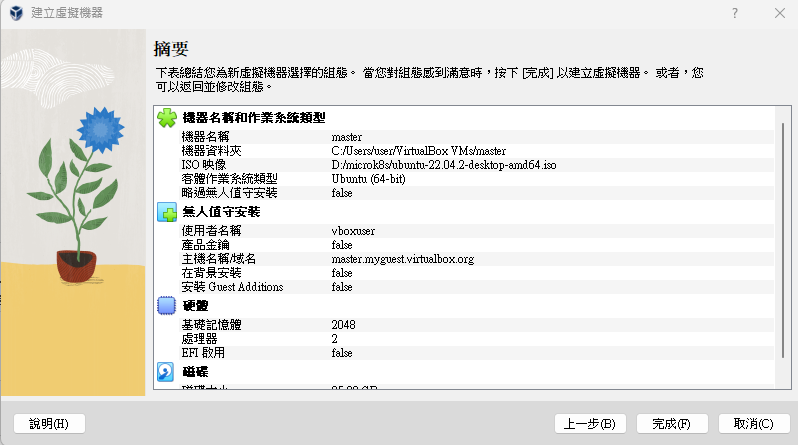 建立虛擬機器
摘要
下表總結您為新虛擬機器選擇的組態。 當您對組態感到滿意時，按下 [完成] 以建立虛擬機器。 或者，您
可以返回並修改組態。
機器名稱和作業系統類型
機器名稱 master
機器資料夾 C:/Users/user/VirtualBox VMs/master
ISO 映像 D:/microk8s/ubuntu-22.04.2-desktop-amd64.iso
客體作業系統類型 Ubuntu (64-bit)
略過無人值守安裝 false
無人值守安裝
使用者名稱 vboxuser
產品金鑰 false
主機名稱/域名 master.myguest.virtualbox.org
在背景安裝 false
安裝 Guest Additions false
硬體
基礎記憶體 2048
處理器 2
EFI 啟用 false
磁碟
說明(H) 上一步(B) 完成(F) 取消(C)